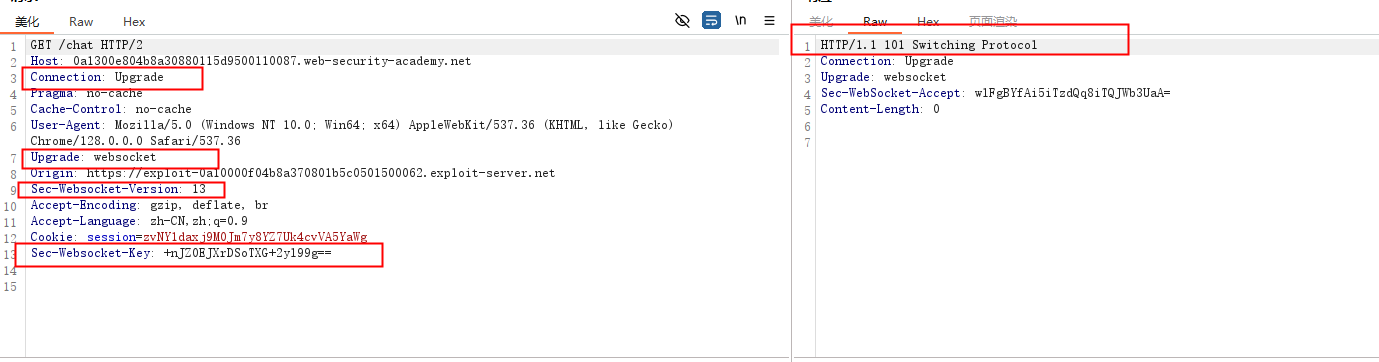 美化 Raw Hex \n
1 GET /chat HTTP/2
2 Host: 0a1300e804b8a30880115d9500110087.web-security-academy.net
3 Connection: Upgrade
4 Pragma: no-cache
5 Cache-Control: no-cache
6 User-Agent: Mozilla/5.0 (Windows NT 10.0; Win64; x64) AppleWebKit/537.36 (KHTML, like Gecko)
Chrome/128.0.0.0 Safari/537.36
7 Upgrade: websocket
8 Origin: https://exploit-0a10000f04b8a370801b5c0501500062.exploit-server.net
9 Sec-Websocket-Version: 13
10 Accept-Encoding: gzip, deflate, br
11 Accept-Language: zh-CN,zh;q=0.9
12 Cookie: session=zvNY1daxj9M0Jm7y8YZ7Uk4cvVA5YaWg
13 Sec-Websocket-Key: +nJZ0EJXrDSoTXG+2yl99g==
14
15
美化 Raw Hex 页面渲染
1 HTTP/1.1 101 Switching Protocol
2 Connection: Upgrade
3 Upgrade: websocket
4 Sec-WebSocket-Accept: wlFgBYfAi5iTzdQq8iTQJWb3UaA=
5 Content-Length: 0
6
7